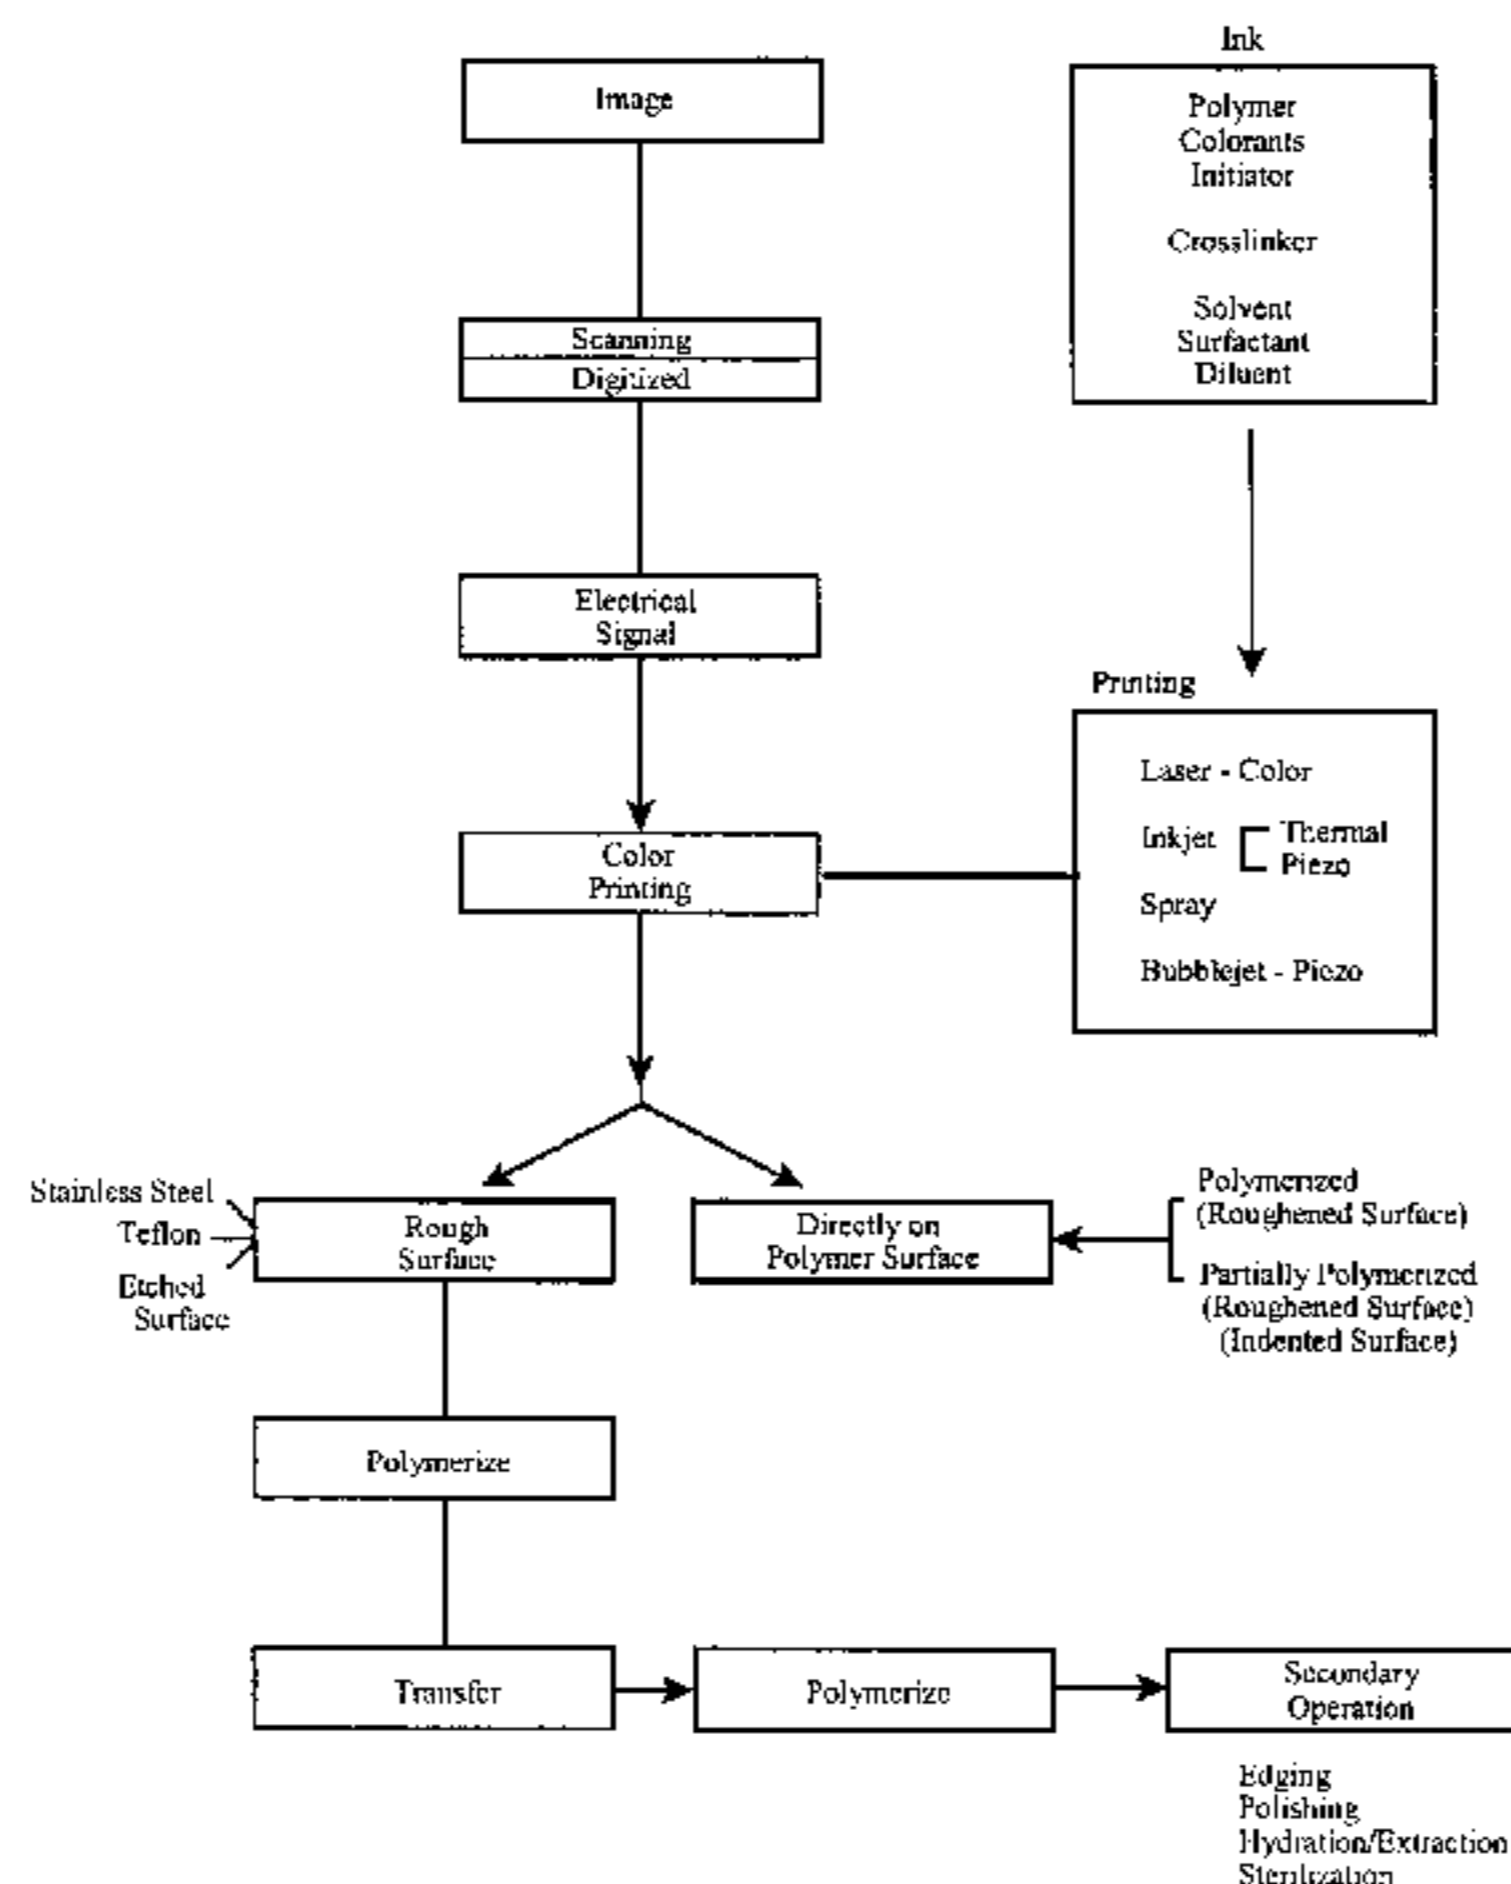 Image
Scanning
Digitized
Electrical
Signal
Color
Printing
Ink
Polymer
Colorants
Initiator
Crosslinker
Solvent
Surfactant
Diluent
Printing
Laser - Color
Inkjet
Thermal
Piezo
Spray
Bubblejet - Piezo
Stainless Steel
Teflon
Etched
Surface
Rough
Surface
Directly on
Polymer Surface
Polymerized
(Roughened Surface)
Partially Polymerized
(Roughened Surface)
(Indented Surface)
Polymerize
Transfer
Polymerize
Secondary
Operation
Edging
Polishing
Hydration/Extraction
Sterilization